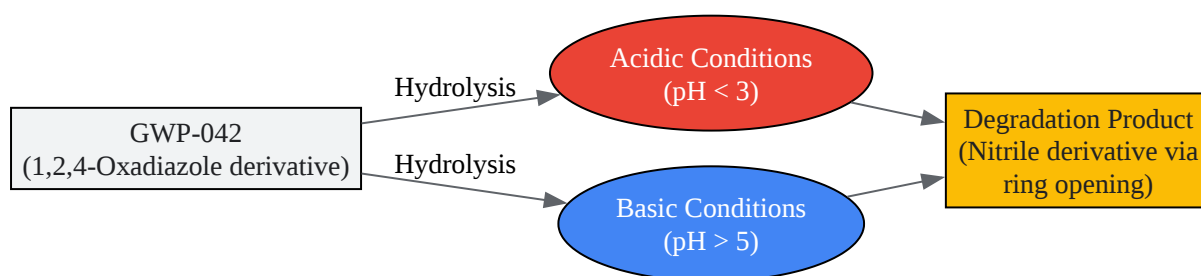 GWP-042
(1,2,4-Oxadiazole derivative)
Hydrolysis
Hydrolysis
Acidic Conditions
(pH < 3)
Basic Conditions
(pH > 5)
Degradation Product
(Nitrile derivative via
ring opening)